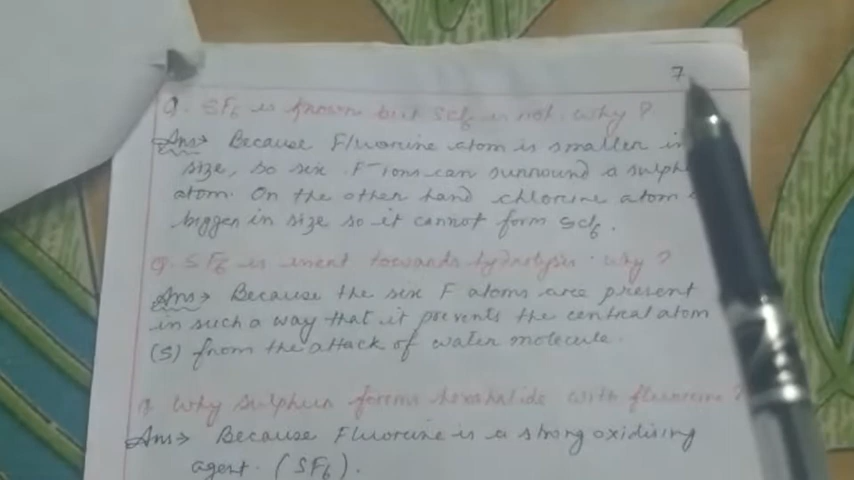 7
Q. SF6 is known but SCl6 is not. why ?
Ans→ Because Fluorine atom is smaller in
size, so six F⁻ ions can surround a sulph
atom. On the other hand chlorine atom
bigger in size so it cannot form SCl6.
Q. SF6 is inert towards hydrolysis. why ?
Ans→ Because the six F atoms are present
in such a way that it prevents the central atom
(S) from the attack of water molecule.
Q Why sulphur forms hexahalide with fluorine ?
Ans→ Because Fluorine is a strong oxidising
agent. (SF6).